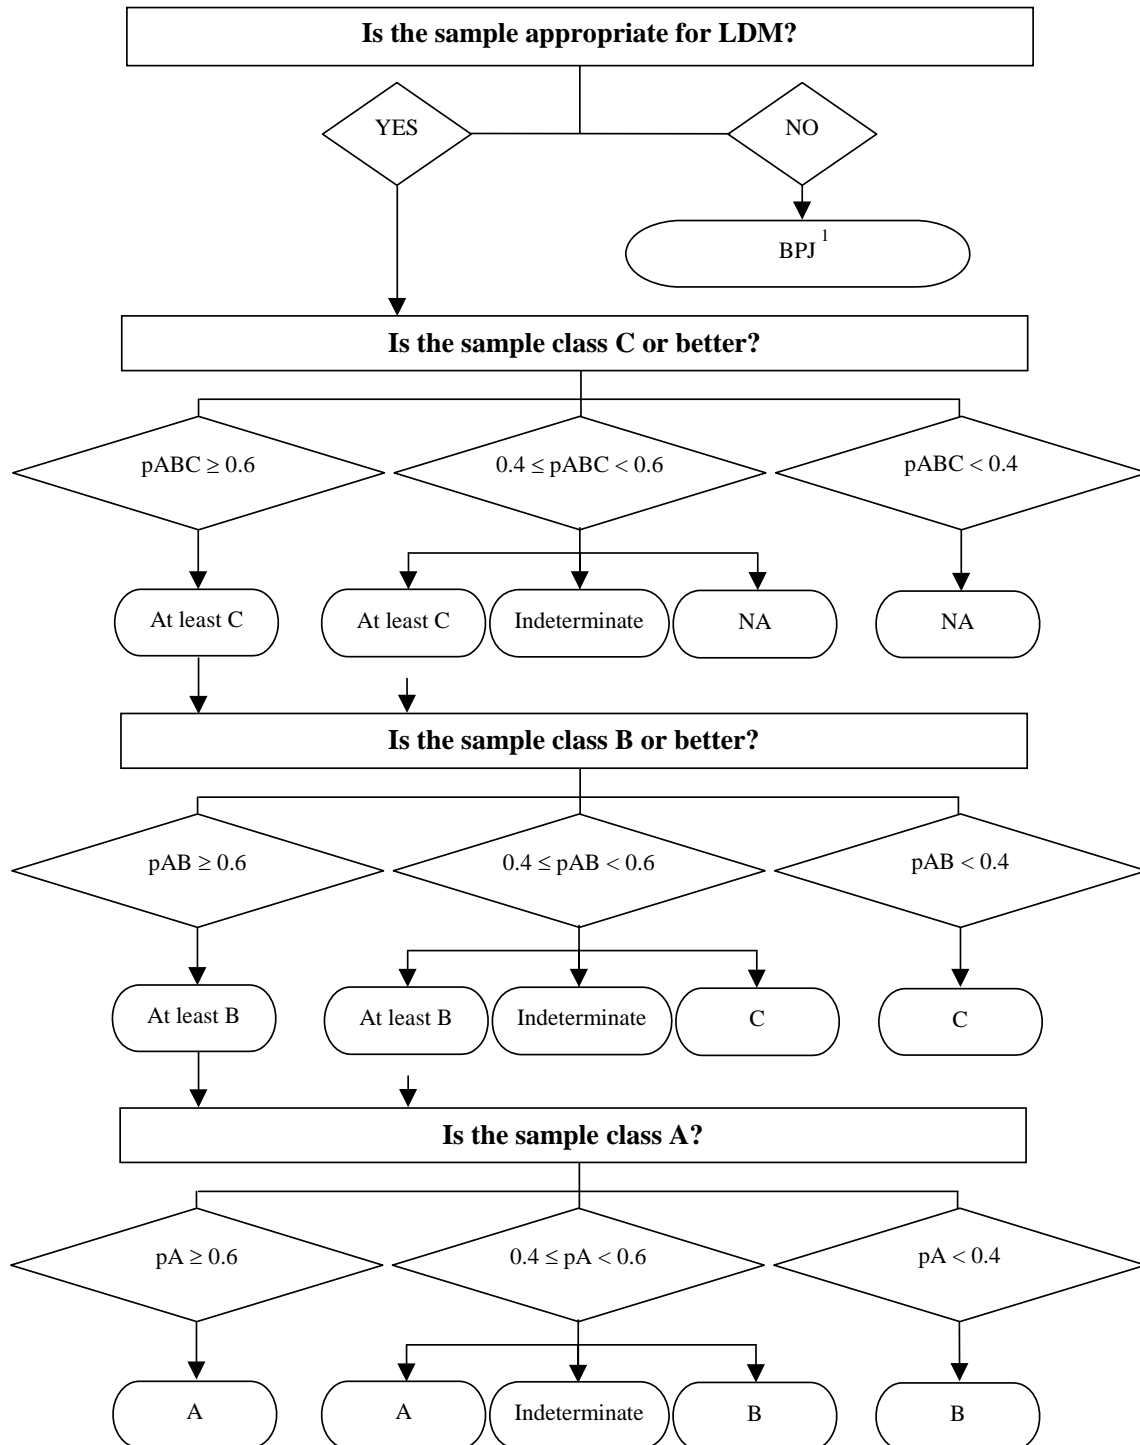 Is the sample appropriate for LDM?
YES
NO
BPJ 1
Is the sample class C or better?
pABC ≥ 0.6
0.4 ≤ pABC < 0.6
pABC < 0.4
At least C
At least C
Indeterminate
NA
NA
Is the sample class B or better?
pAB ≥ 0.6
0.4 ≤ pAB < 0.6
pAB < 0.4
At least B
At least B
Indeterminate
C
C
Is the sample class A?
pA ≥ 0.6
0.4 ≤ pA < 0.6
pA < 0.4
A
A
Indeterminate
B
B